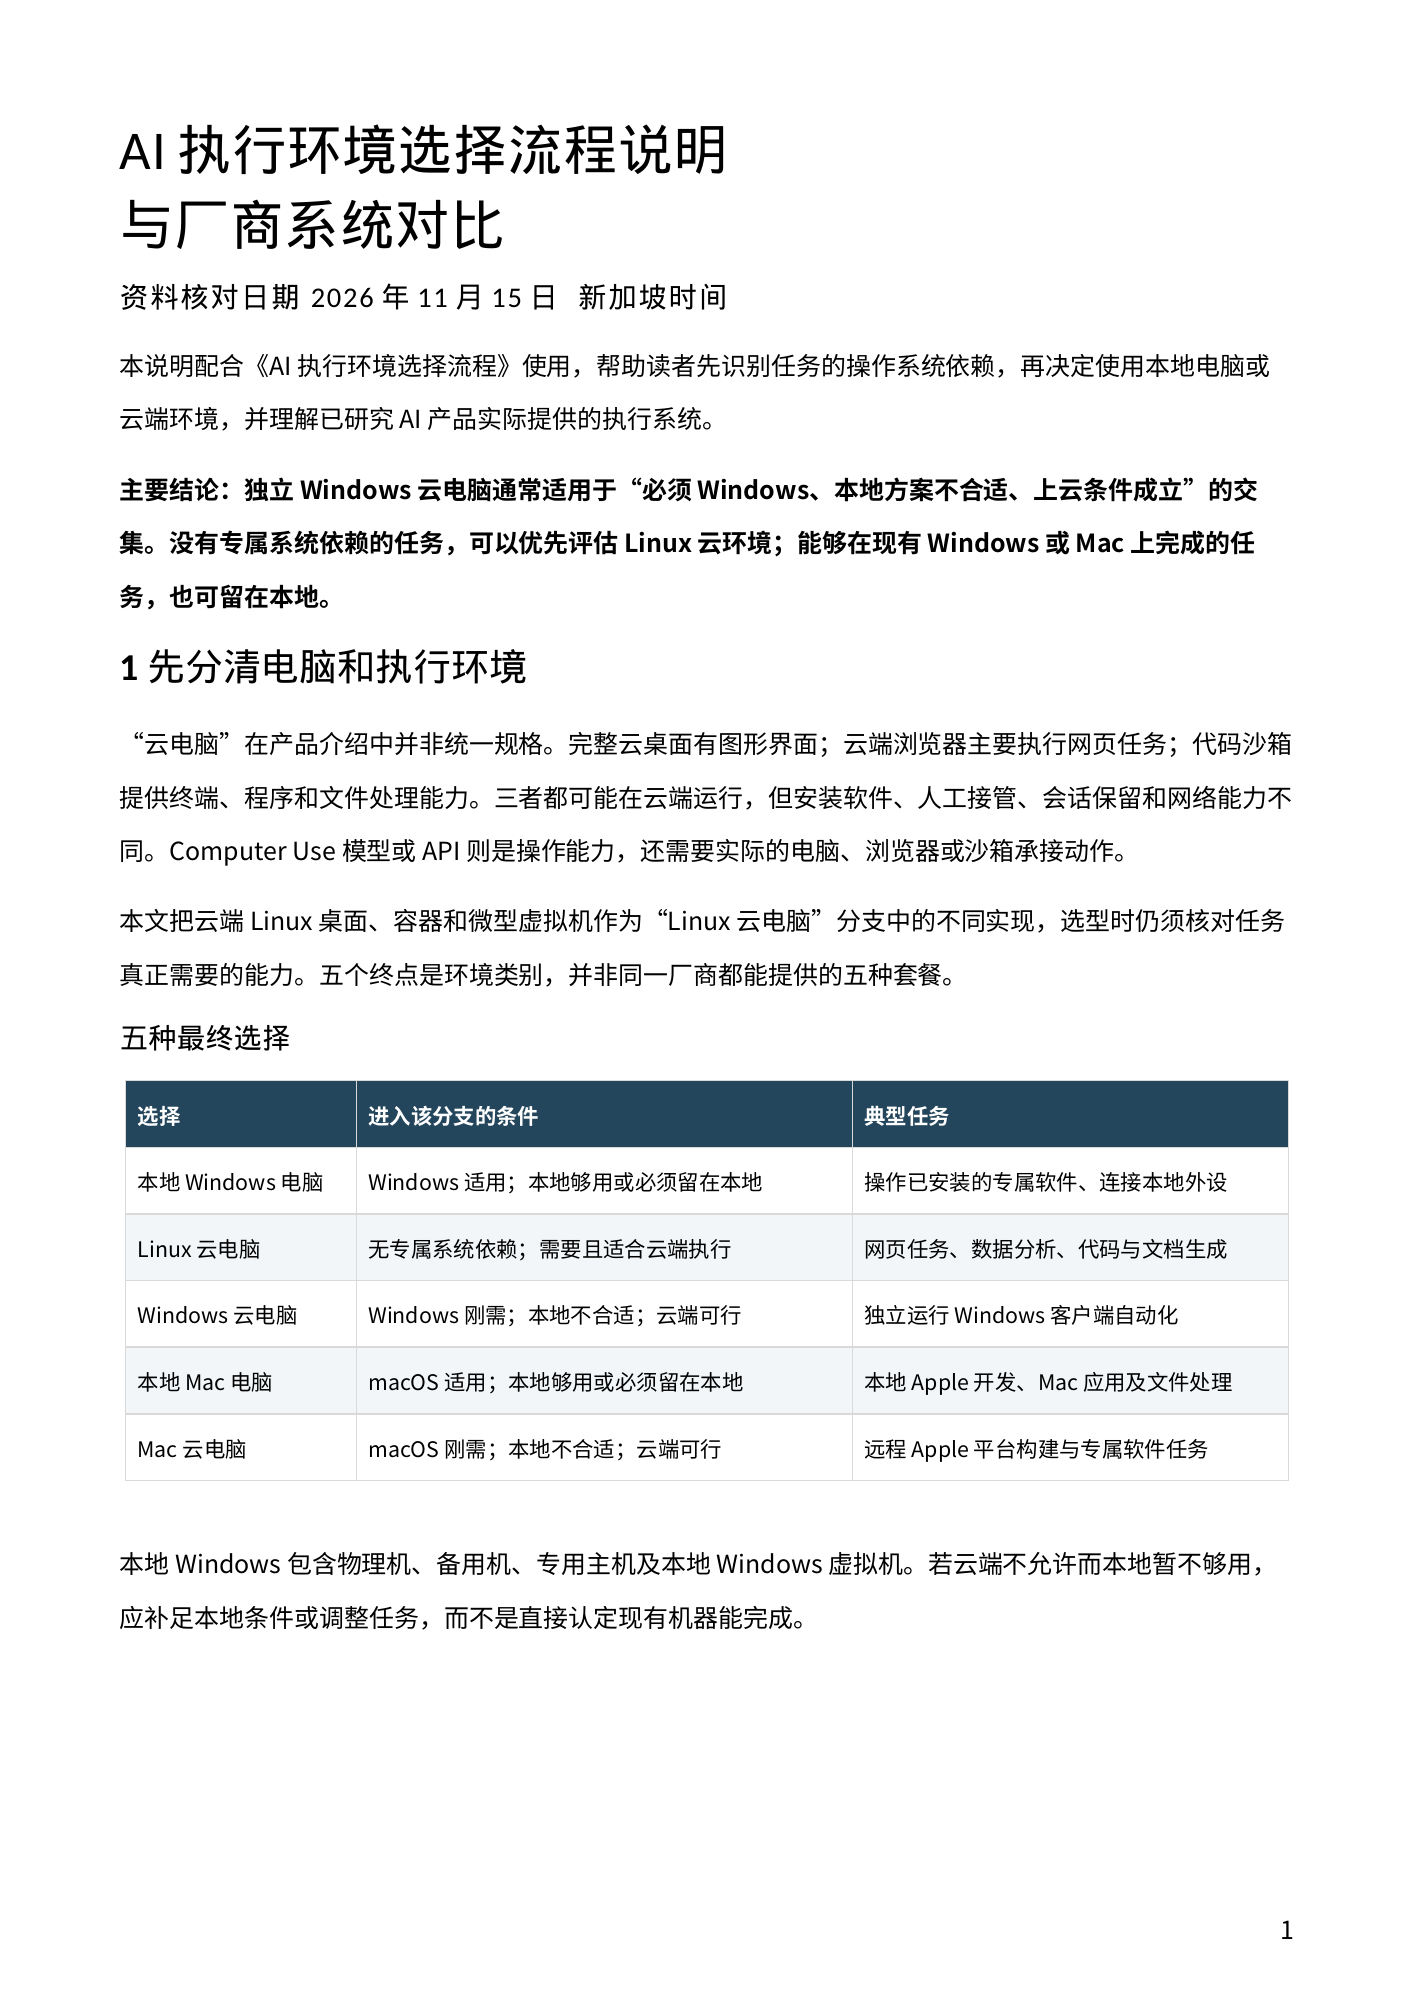 AI 执行环境选择流程说明
与厂商系统对比
资料核对日期 2026 年 11 月 15 日 新加坡时间
本说明配合《AI 执行环境选择流程》使用，帮助读者先识别任务的操作系统依赖，再决定使用本地电脑或
云端环境，并理解已研究 AI 产品实际提供的执行系统。
主要结论：独立 Windows 云电脑通常适用于“必须 Windows、本地方案不合适、上云条件成立”的交
集。没有专属系统依赖的任务，可以优先评估 Linux 云环境；能够在现有 Windows 或 Mac 上完成的任
务，也可留在本地。
1 先分清电脑和执行环境
“云电脑”在产品介绍中并非统一规格。完整云桌面有图形界面；云端浏览器主要执行网页任务；代码沙箱
提供终端、程序和文件处理能力。三者都可能在云端运行，但安装软件、人工接管、会话保留和网络能力不
同。Computer Use 模型或 API 则是操作能力，还需要实际的电脑、浏览器或沙箱承接动作。
本文把云端 Linux 桌面、容器和微型虚拟机作为“Linux 云电脑”分支中的不同实现，选型时仍须核对任务
真正需要的能力。五个终点是环境类别，并非同一厂商都能提供的五种套餐。
五种最终选择
选择 进入该分支的条件 典型任务
本地 Windows 电脑 Windows 适用；本地够用或必须留在本地 操作已安装的专属软件、连接本地外设
Linux 云电脑 无专属系统依赖；需要且适合云端执行 网页任务、数据分析、代码与文档生成
Windows 云电脑 Windows 刚需；本地不合适；云端可行 独立运行 Windows 客户端自动化
本地 Mac 电脑 macOS 适用；本地够用或必须留在本地 本地 Apple 开发、Mac 应用及文件处理
Mac 云电脑 macOS 刚需；本地不合适；云端可行 远程 Apple 平台构建与专属软件任务
本地 Windows 包含物理机、备用机、专用主机及本地 Windows 虚拟机。若云端不允许而本地暂不够用，
应补足本地条件或调整任务，而不是直接认定现有机器能完成。
1